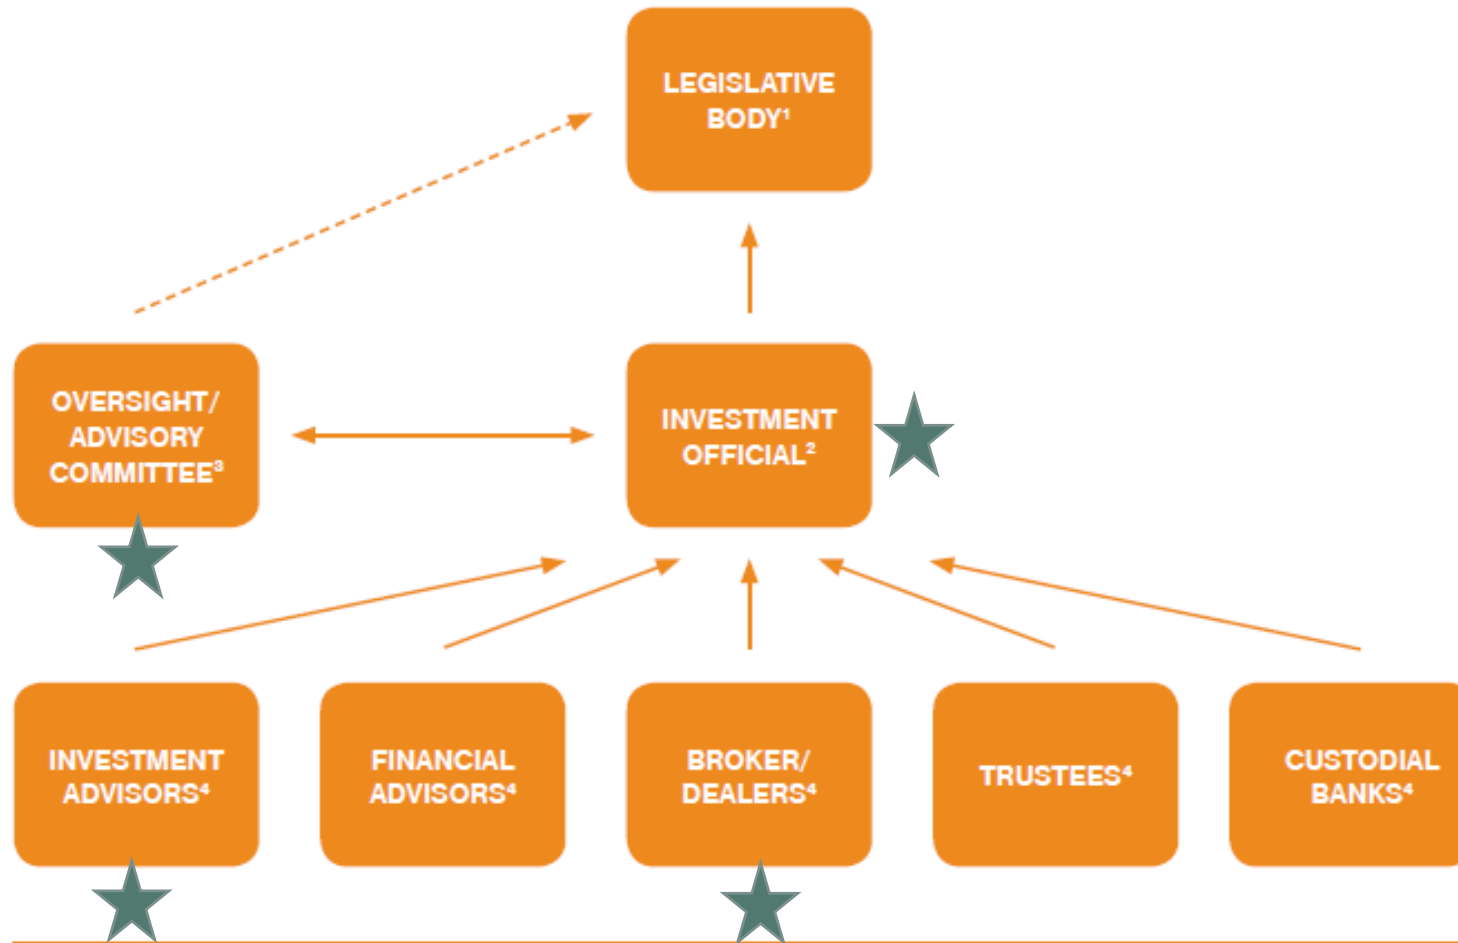 LEGISLATIVE
BODY¹
OVERSIGHT/
ADVISORY
COMMITTEE³
INVESTMENT
OFFICIAL²
INVESTMENT
ADVISORS⁴
FINANCIAL
ADVISORS⁴
BROKER/
DEALERS⁴
TRUSTEES⁴
CUSTODIAL
BANKS⁴